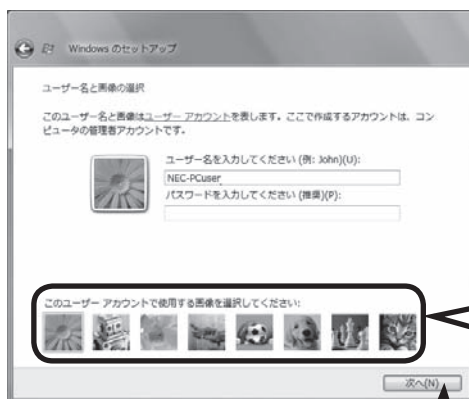 Windows のセットアップ
ユーザー名と画像の選択
このユーザー名と画像はユーザー アカウントを表します。ここで作成するアカウントは、コン
ピュータの管理者アカウントです。
ユーザー名を入力してください (例: John)(U):
NEC-PCuser
パスワードを入力してください (推奨)(P):
このユーザー アカウントで使用する画像を選択してください:
次へ(N)